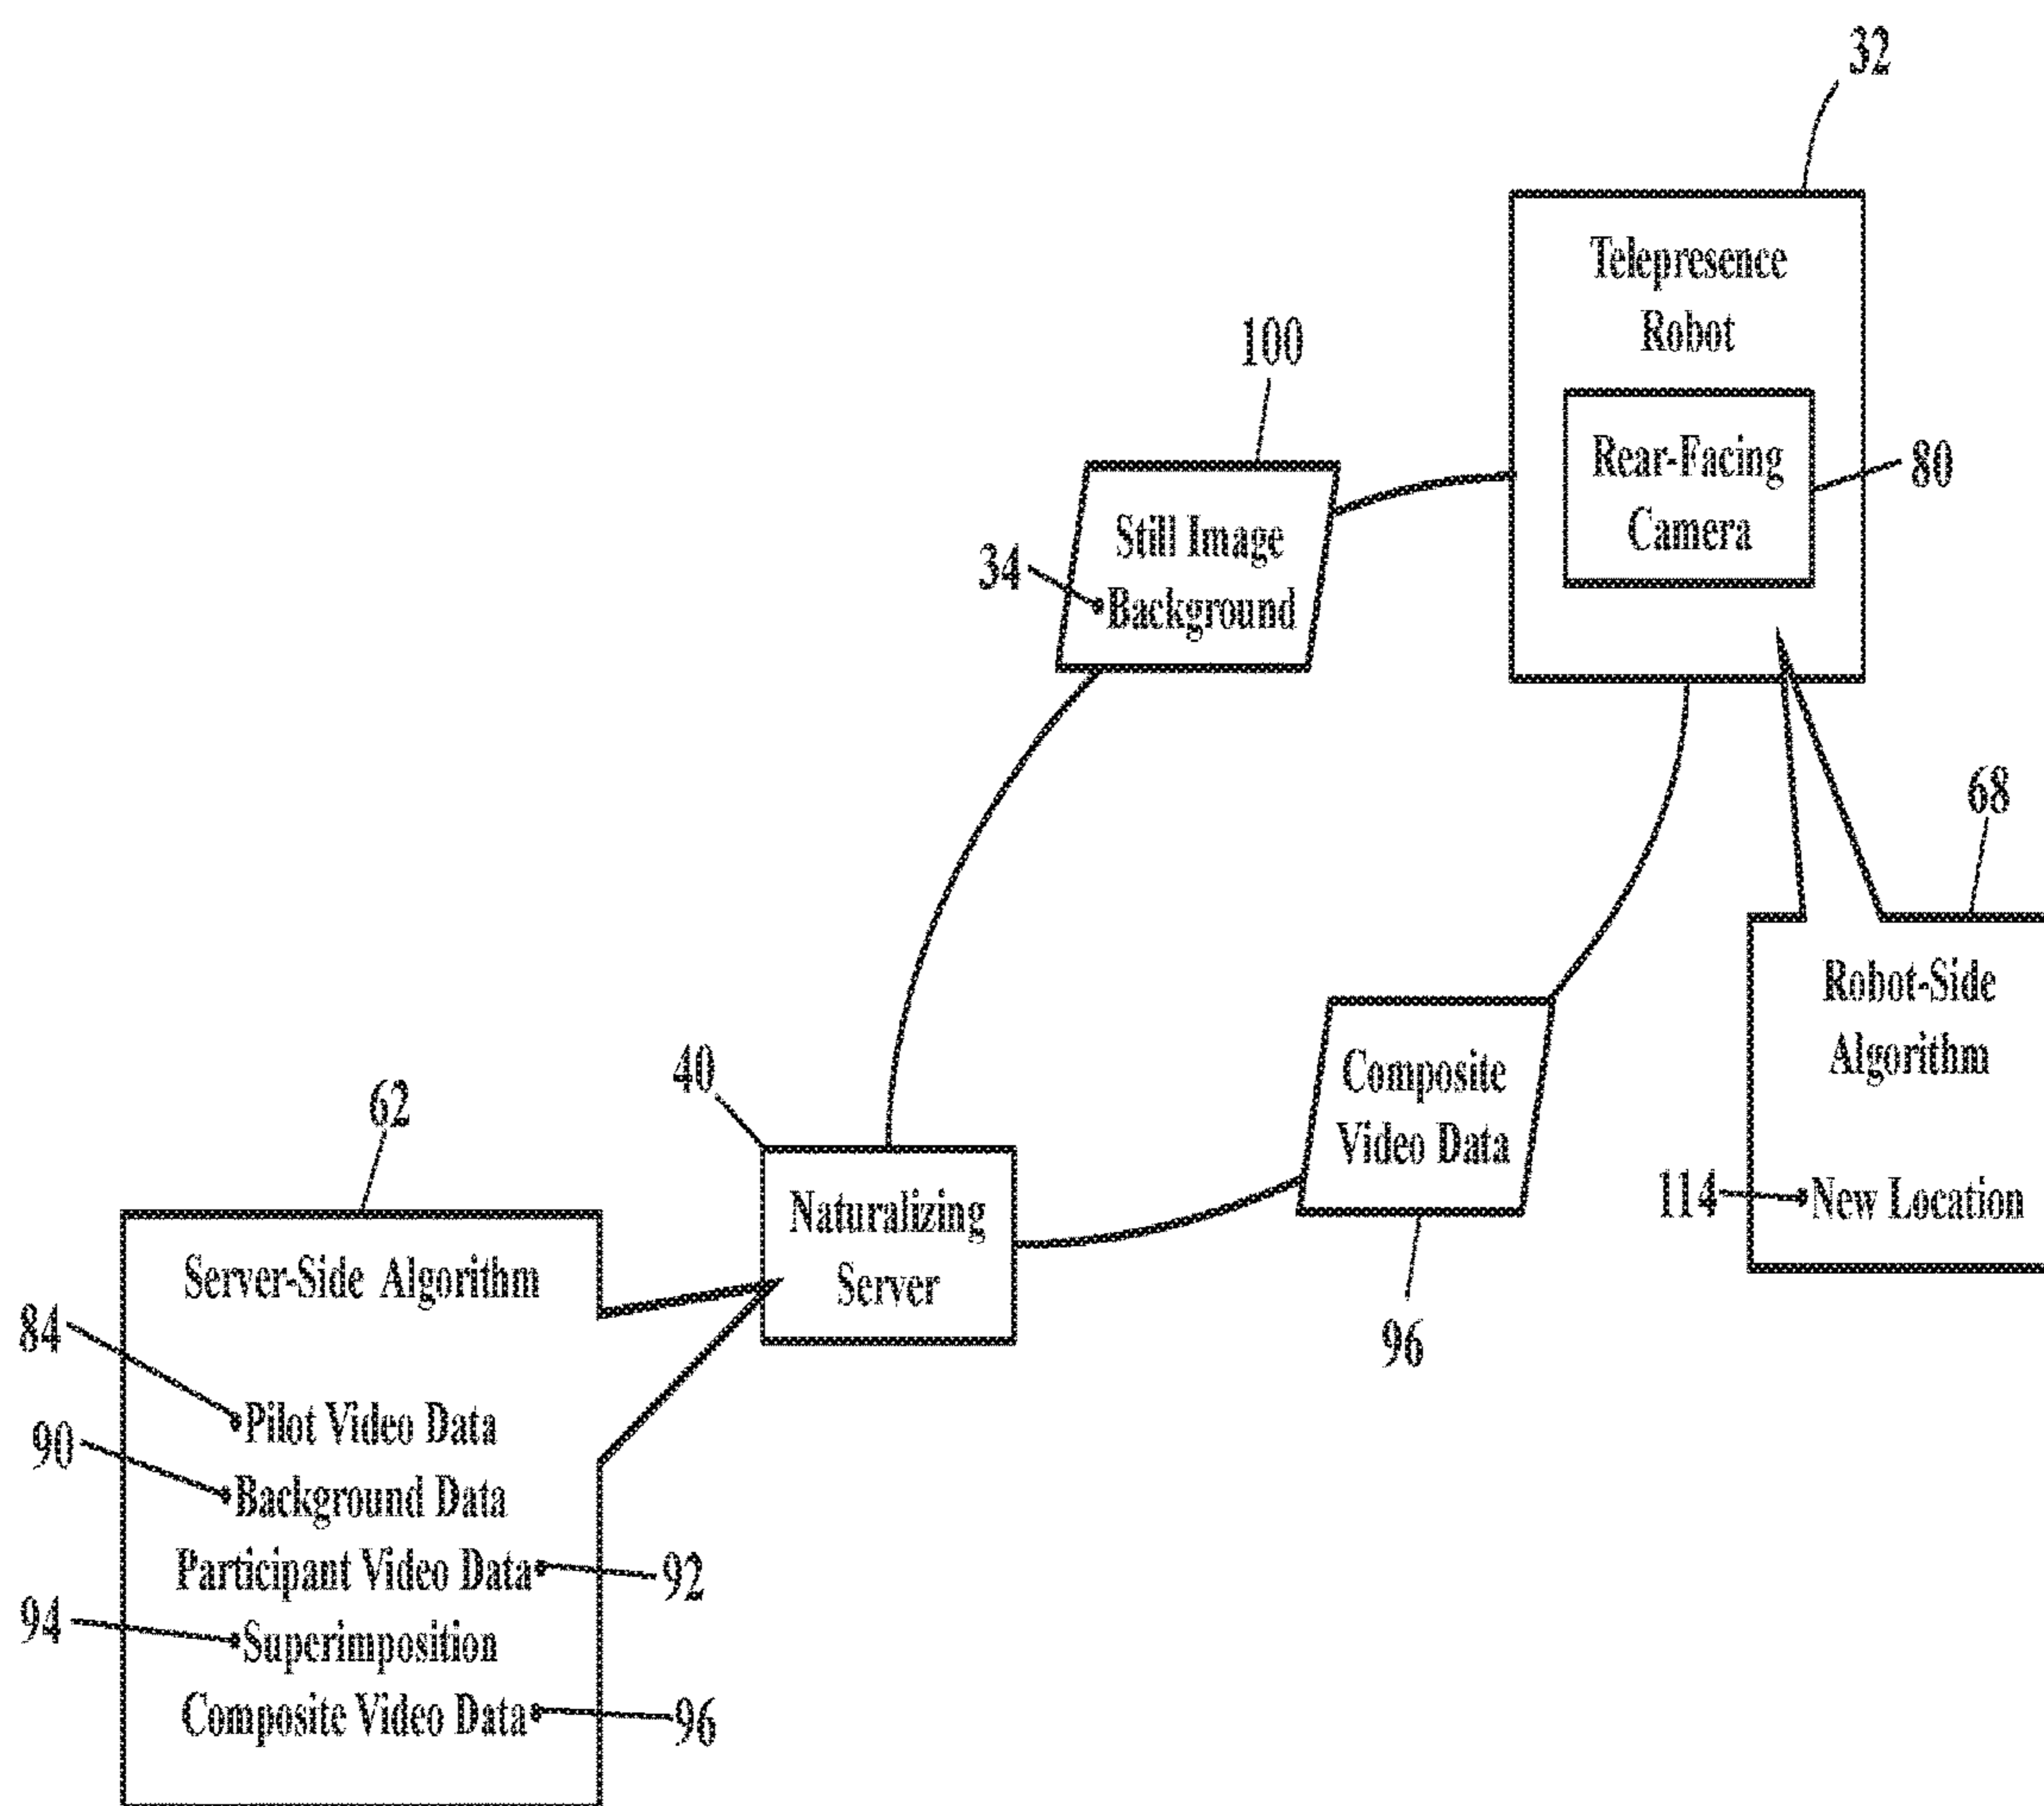 32
Telepresence
Robot
100
Rear-Facing
80
Camera
Still Image
34
Background
68
Robot-Side
Algorithm
40
Composite
Video Data
62
114
New Location
Naturalizing
Server
Server-Side Algorithm
96
84
Pilot Video Data
90
Background Data
Participant Video Data
92
94
Superimposition
Composite Video Data
96